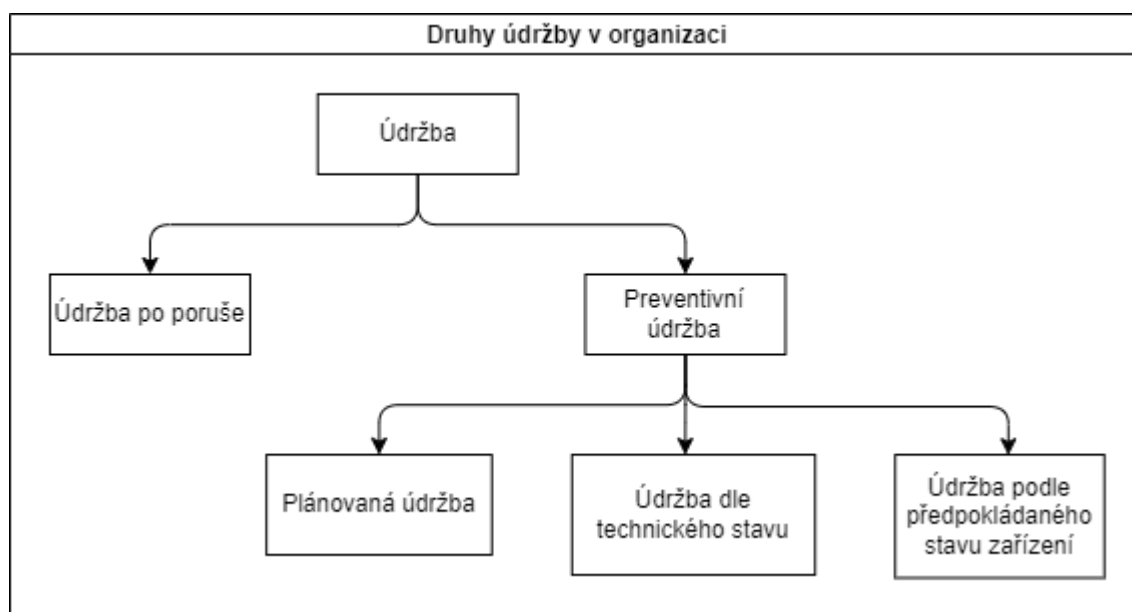 Druhy údržby v organizaci
Údržba
Údržba po poruše
Preventivní
údržba
Plánovaná údržba
Údržba dle
technického stavu
Údržba podle
předpokládaného
stavu zařízení